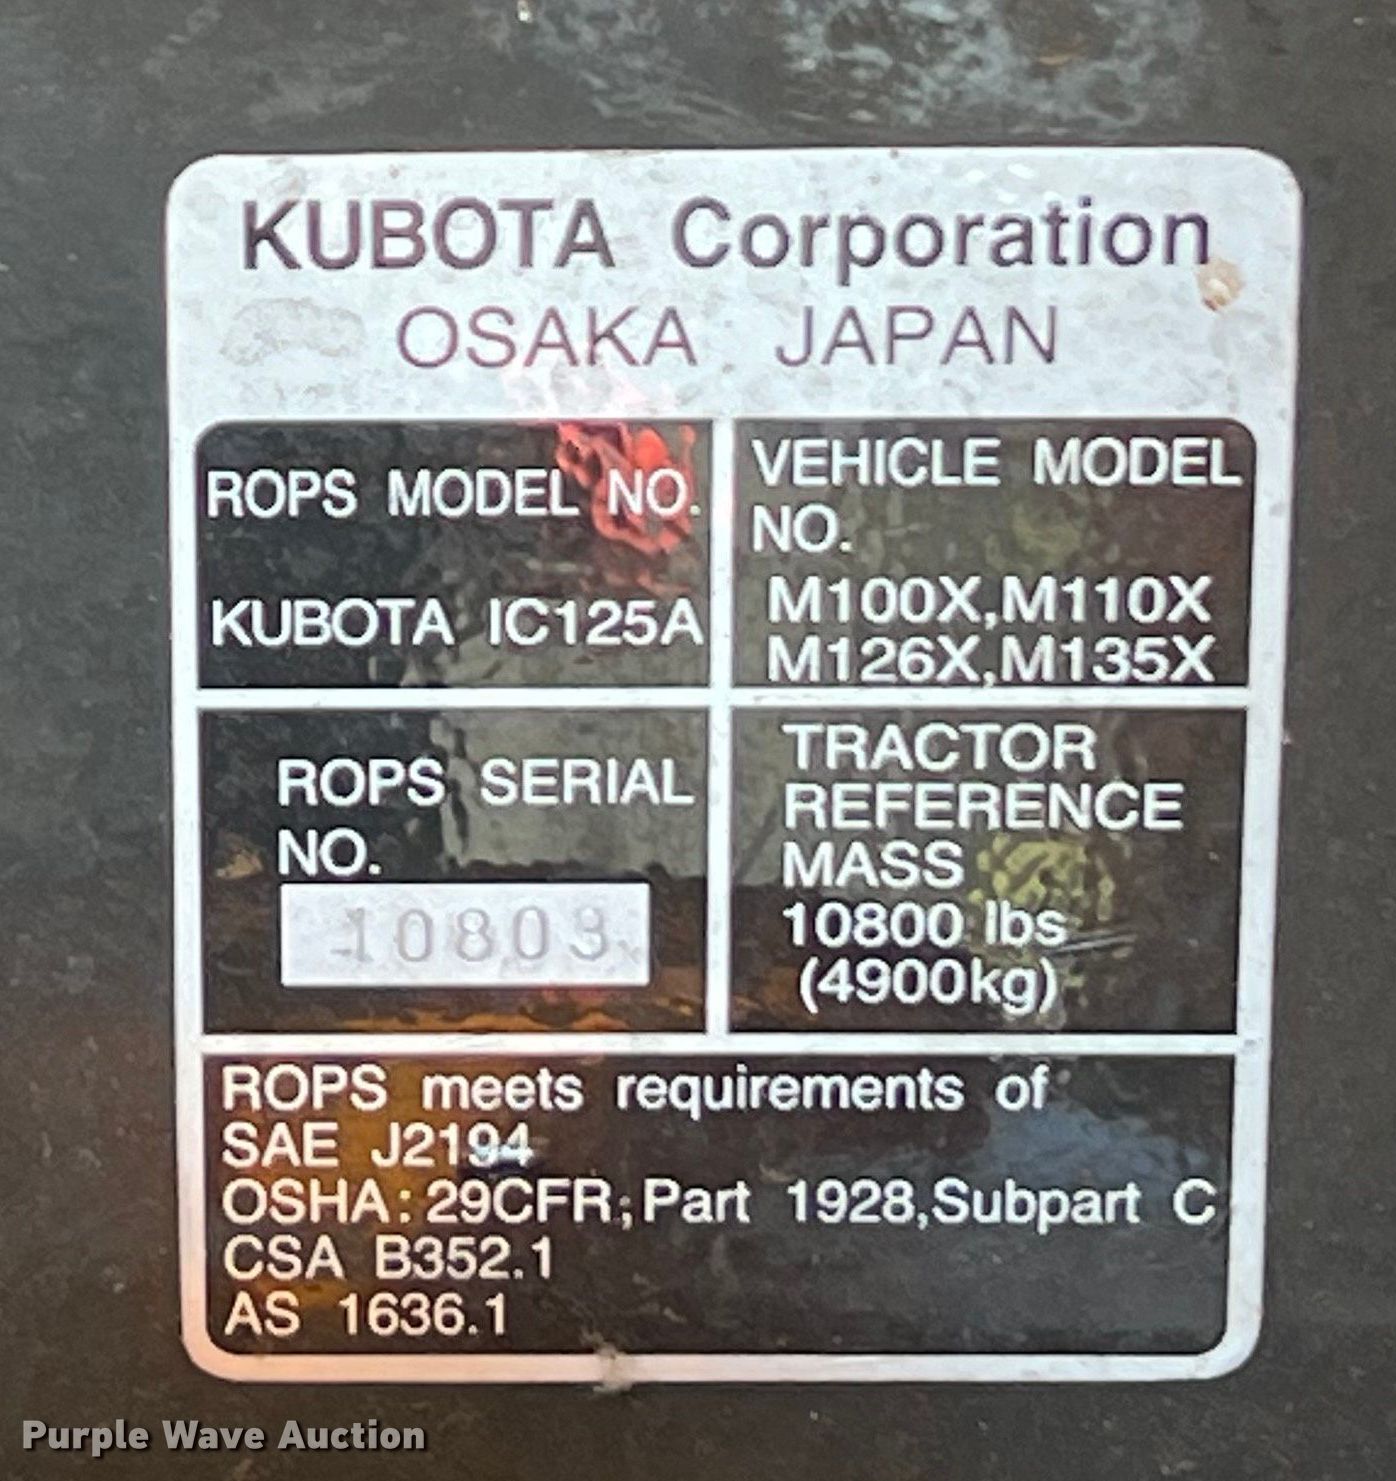 KUBOTA Corporation
OSAKA JAPAN
ROPS MODEL NO.
KUBOTA IC125A
VEHICLE MODEL
NO.
M100X,M110X
M126X,M135X
ROPS SERIAL
NO.
10803
TRACTOR
REFERENCE
MASS
10800 lbs
(4900kg)
ROPS meets requirements of
SAE J2194
OSHA:29CFR;Part 1928,Subpart C
CSA B352.1
AS 1636.1
Purple Wave Auction